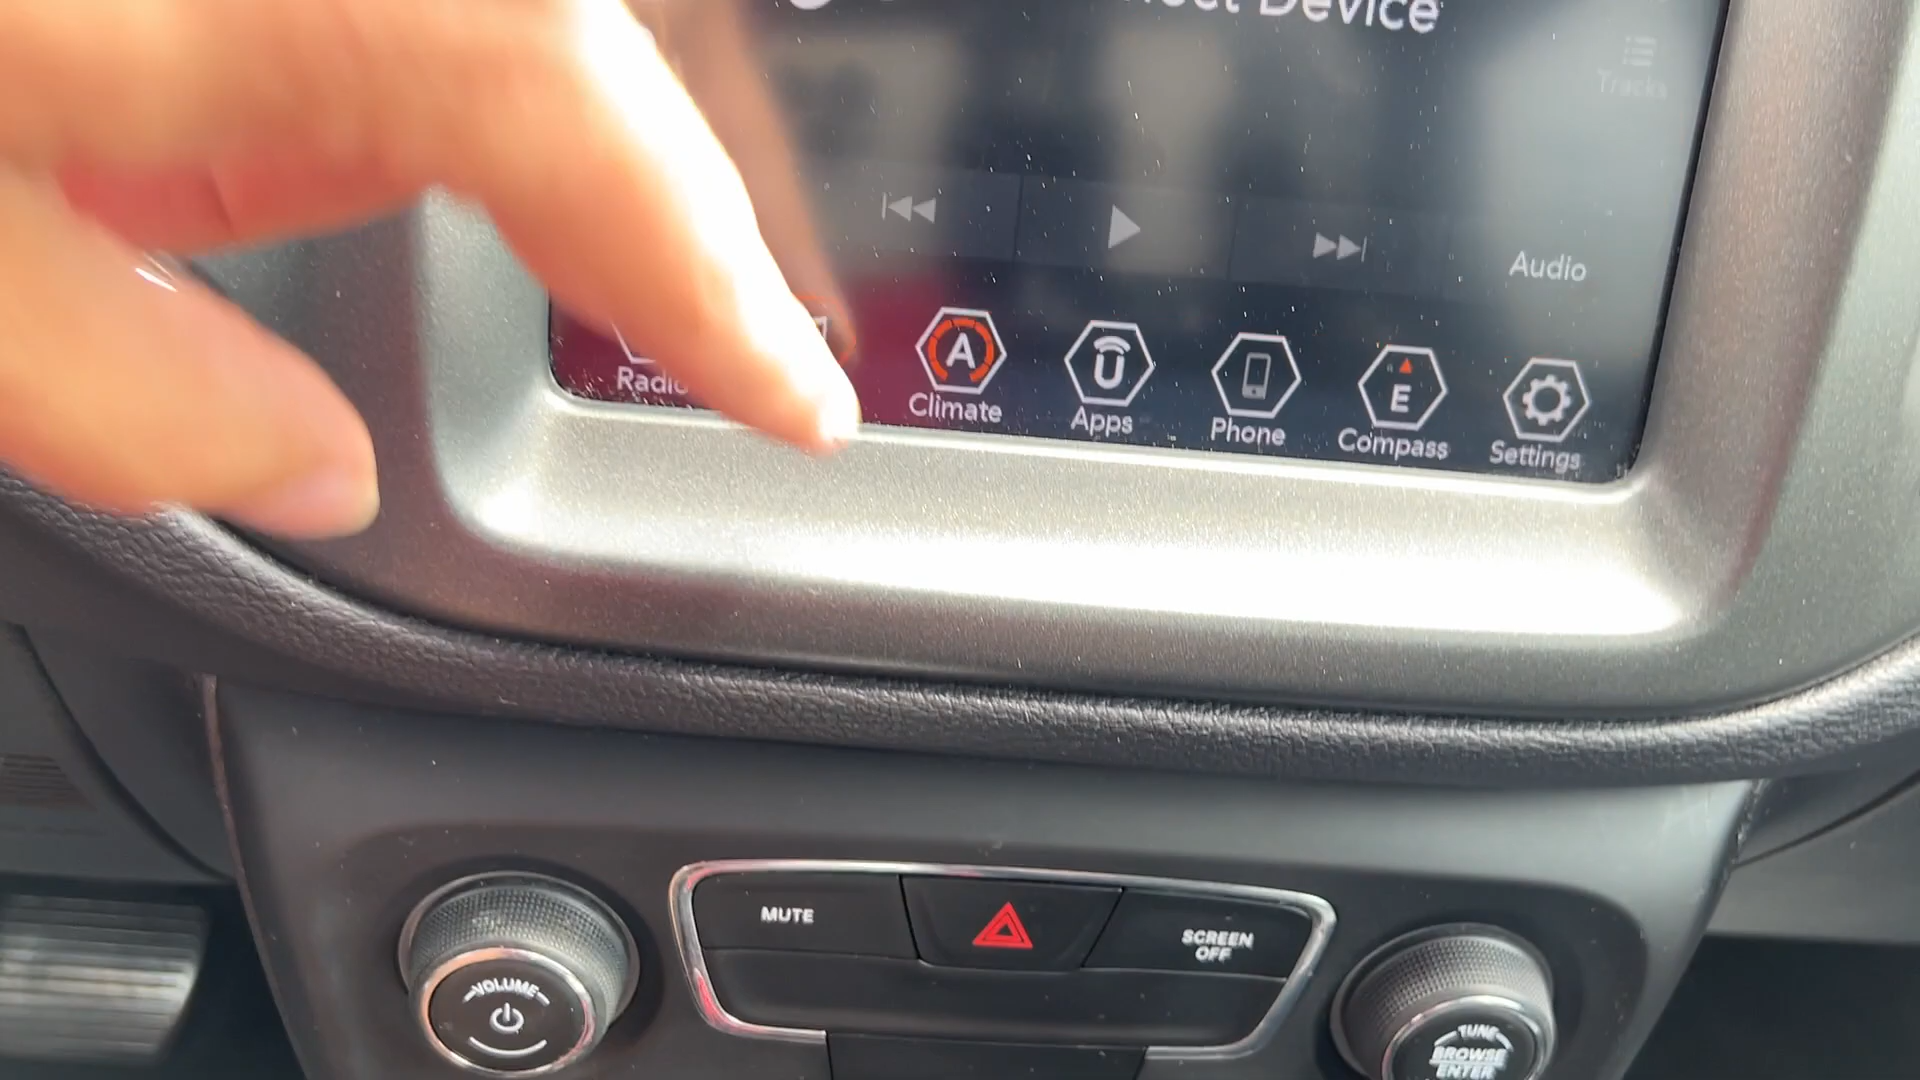 Device
Tracks
Audio
Radio
A
Climate
U
Apps
Phone
E
Compass
Settings
MUTE
SCREEN
OFF
VOLUME
TUNE
BROWSE
ENTER